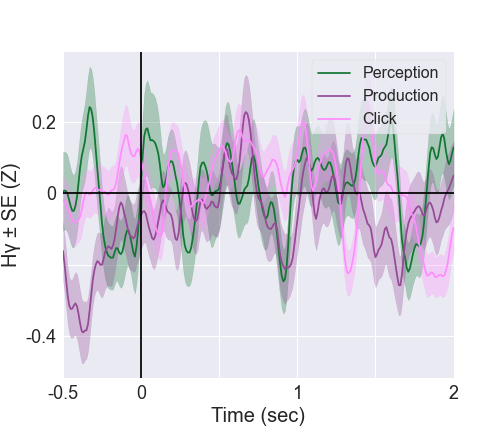 Perception
Production
Click
0.2
0
-0.4
Hγ ± SE (Z)
-0.5
0
1
2
Time (sec)